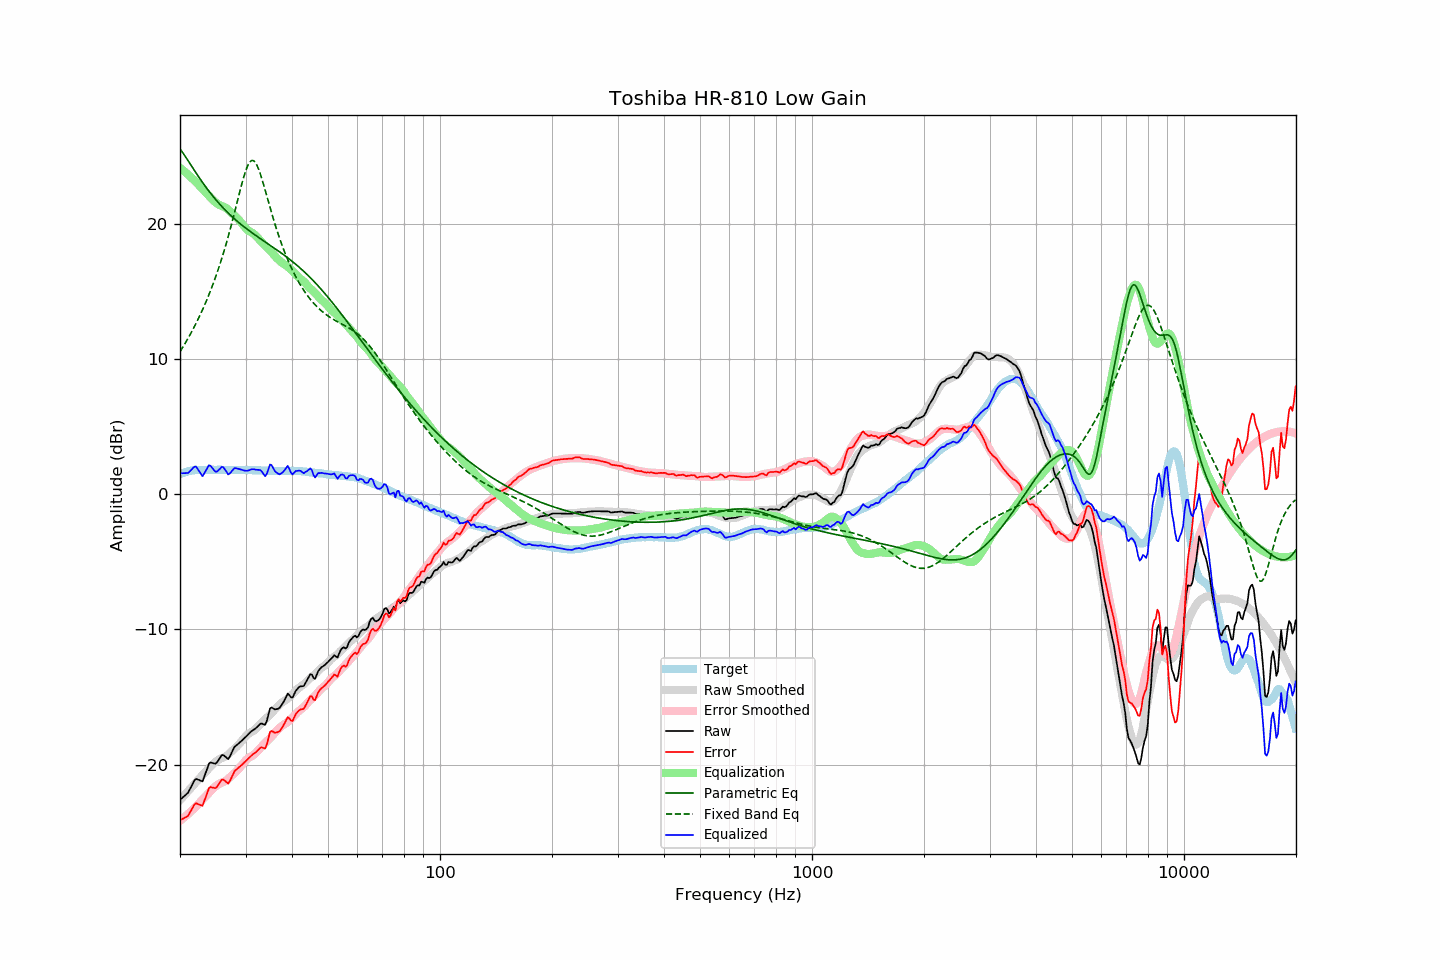 Toshiba HR-810 Low Gain
Amplitude (dBr)
20
10
0
−10
−20
100
1000
10000
Frequency (Hz)
Target
Raw Smoothed
Error Smoothed
Raw
Error
Equalization
Parametric Eq
Fixed Band Eq
Equalized